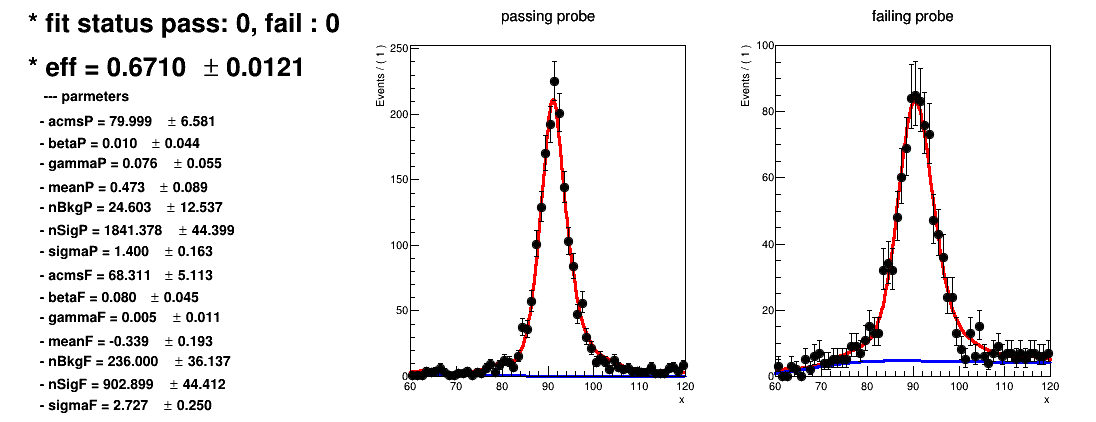 * fit status pass: 0, fail : 0
* eff = 0.6710 ± 0.0121
--- parmeters
- acmsP = 79.999 ± 6.581
- betaP = 0.010 ± 0.044
- gammaP = 0.076 ± 0.055
- meanP = 0.473 ± 0.089
- nBkgP = 24.603 ± 12.537
- nSigP = 1841.378 ± 44.399
- sigmaP = 1.400 ± 0.163
- acmsF = 68.311 ± 5.113
- betaF = 0.080 ± 0.045
- gammaF = 0.005 ± 0.011
- meanF = -0.339 ± 0.193
- nBkgF = 236.000 ± 36.137
- nSigF = 902.899 ± 44.412
- sigmaF = 2.727 ± 0.250
passing probe
Events / ( 1 )
250
200
150
100
50
0
60 70 80 90 100 110 120
x
failing probe
Events / ( 1 )
100
80
60
40
20
0
60 70 80 90 100 110 120
x